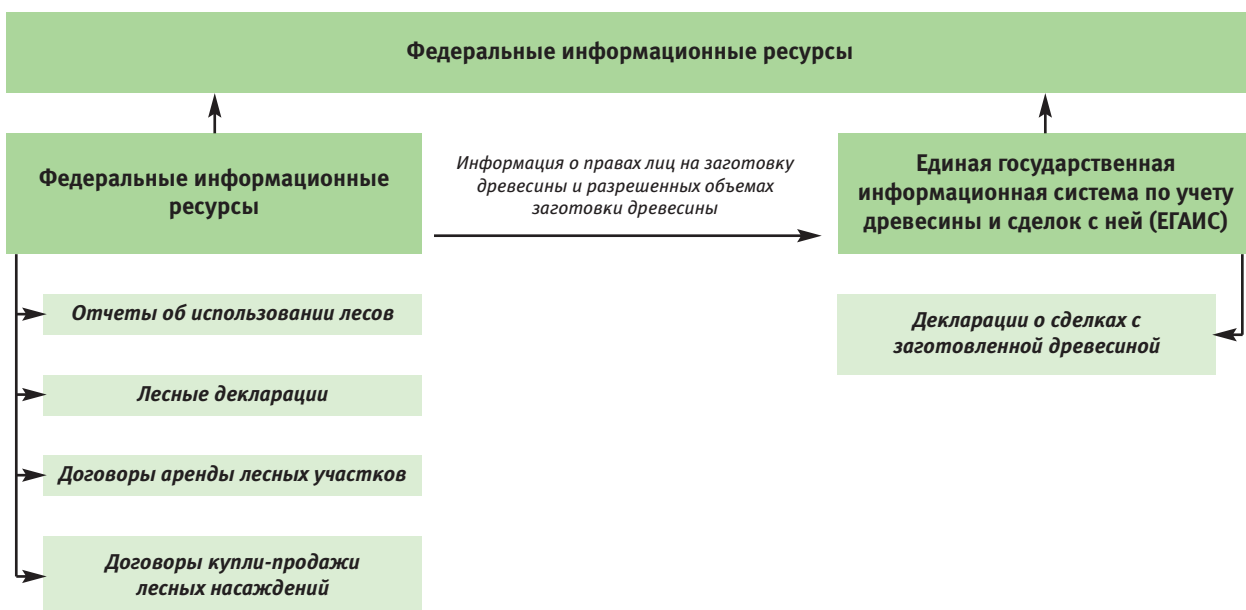 Федеральные информационные ресурсы
Федеральные информационные
ресурсы
Информация о правах лиц на заготовку
древесины и разрешенных объемах
заготовки древесины
Единая государственная
информационная система по учету
древесины и сделок с ней (ЕГАИС)
Отчеты об использовании лесов
Лесные декларации
Договоры аренды лесных участков
Договоры купли-продажи
лесных насаждений
Декларации о сделках с
заготовленной древесиной